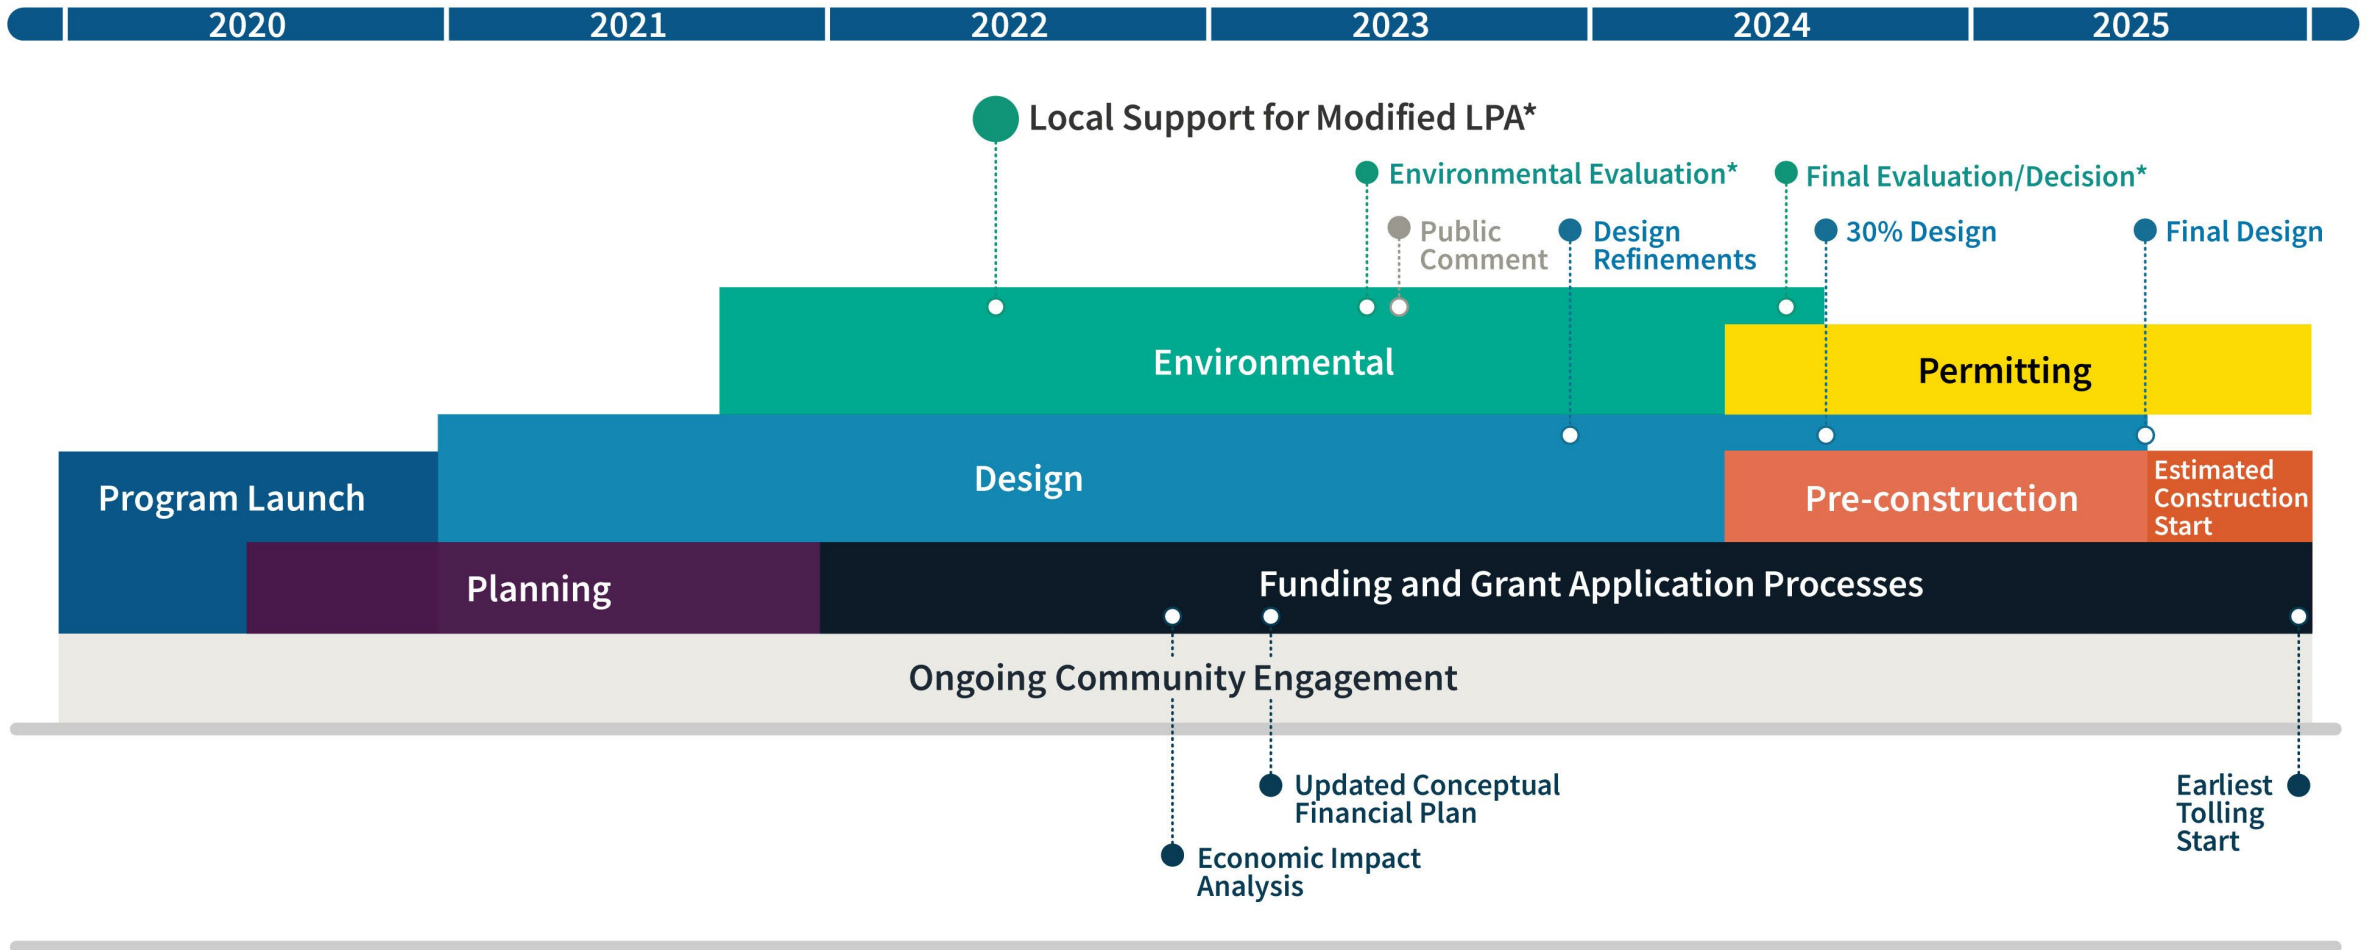 2020 2021 2022 2023 2024 2025
Local Support for Modified LPA*
Environmental Evaluation*
Final Evaluation/Decision*
Public
Comment
Design
Refinements
30% Design
Final Design
Environmental
Permitting
Program Launch
Design
Pre-construction
Estimated
Construction
Start
Planning
Funding and Grant Application Processes
Ongoing Community Engagement
Updated Conceptual
Financial Plan
Earliest
Tolling
Start
Economic Impact
Analysis